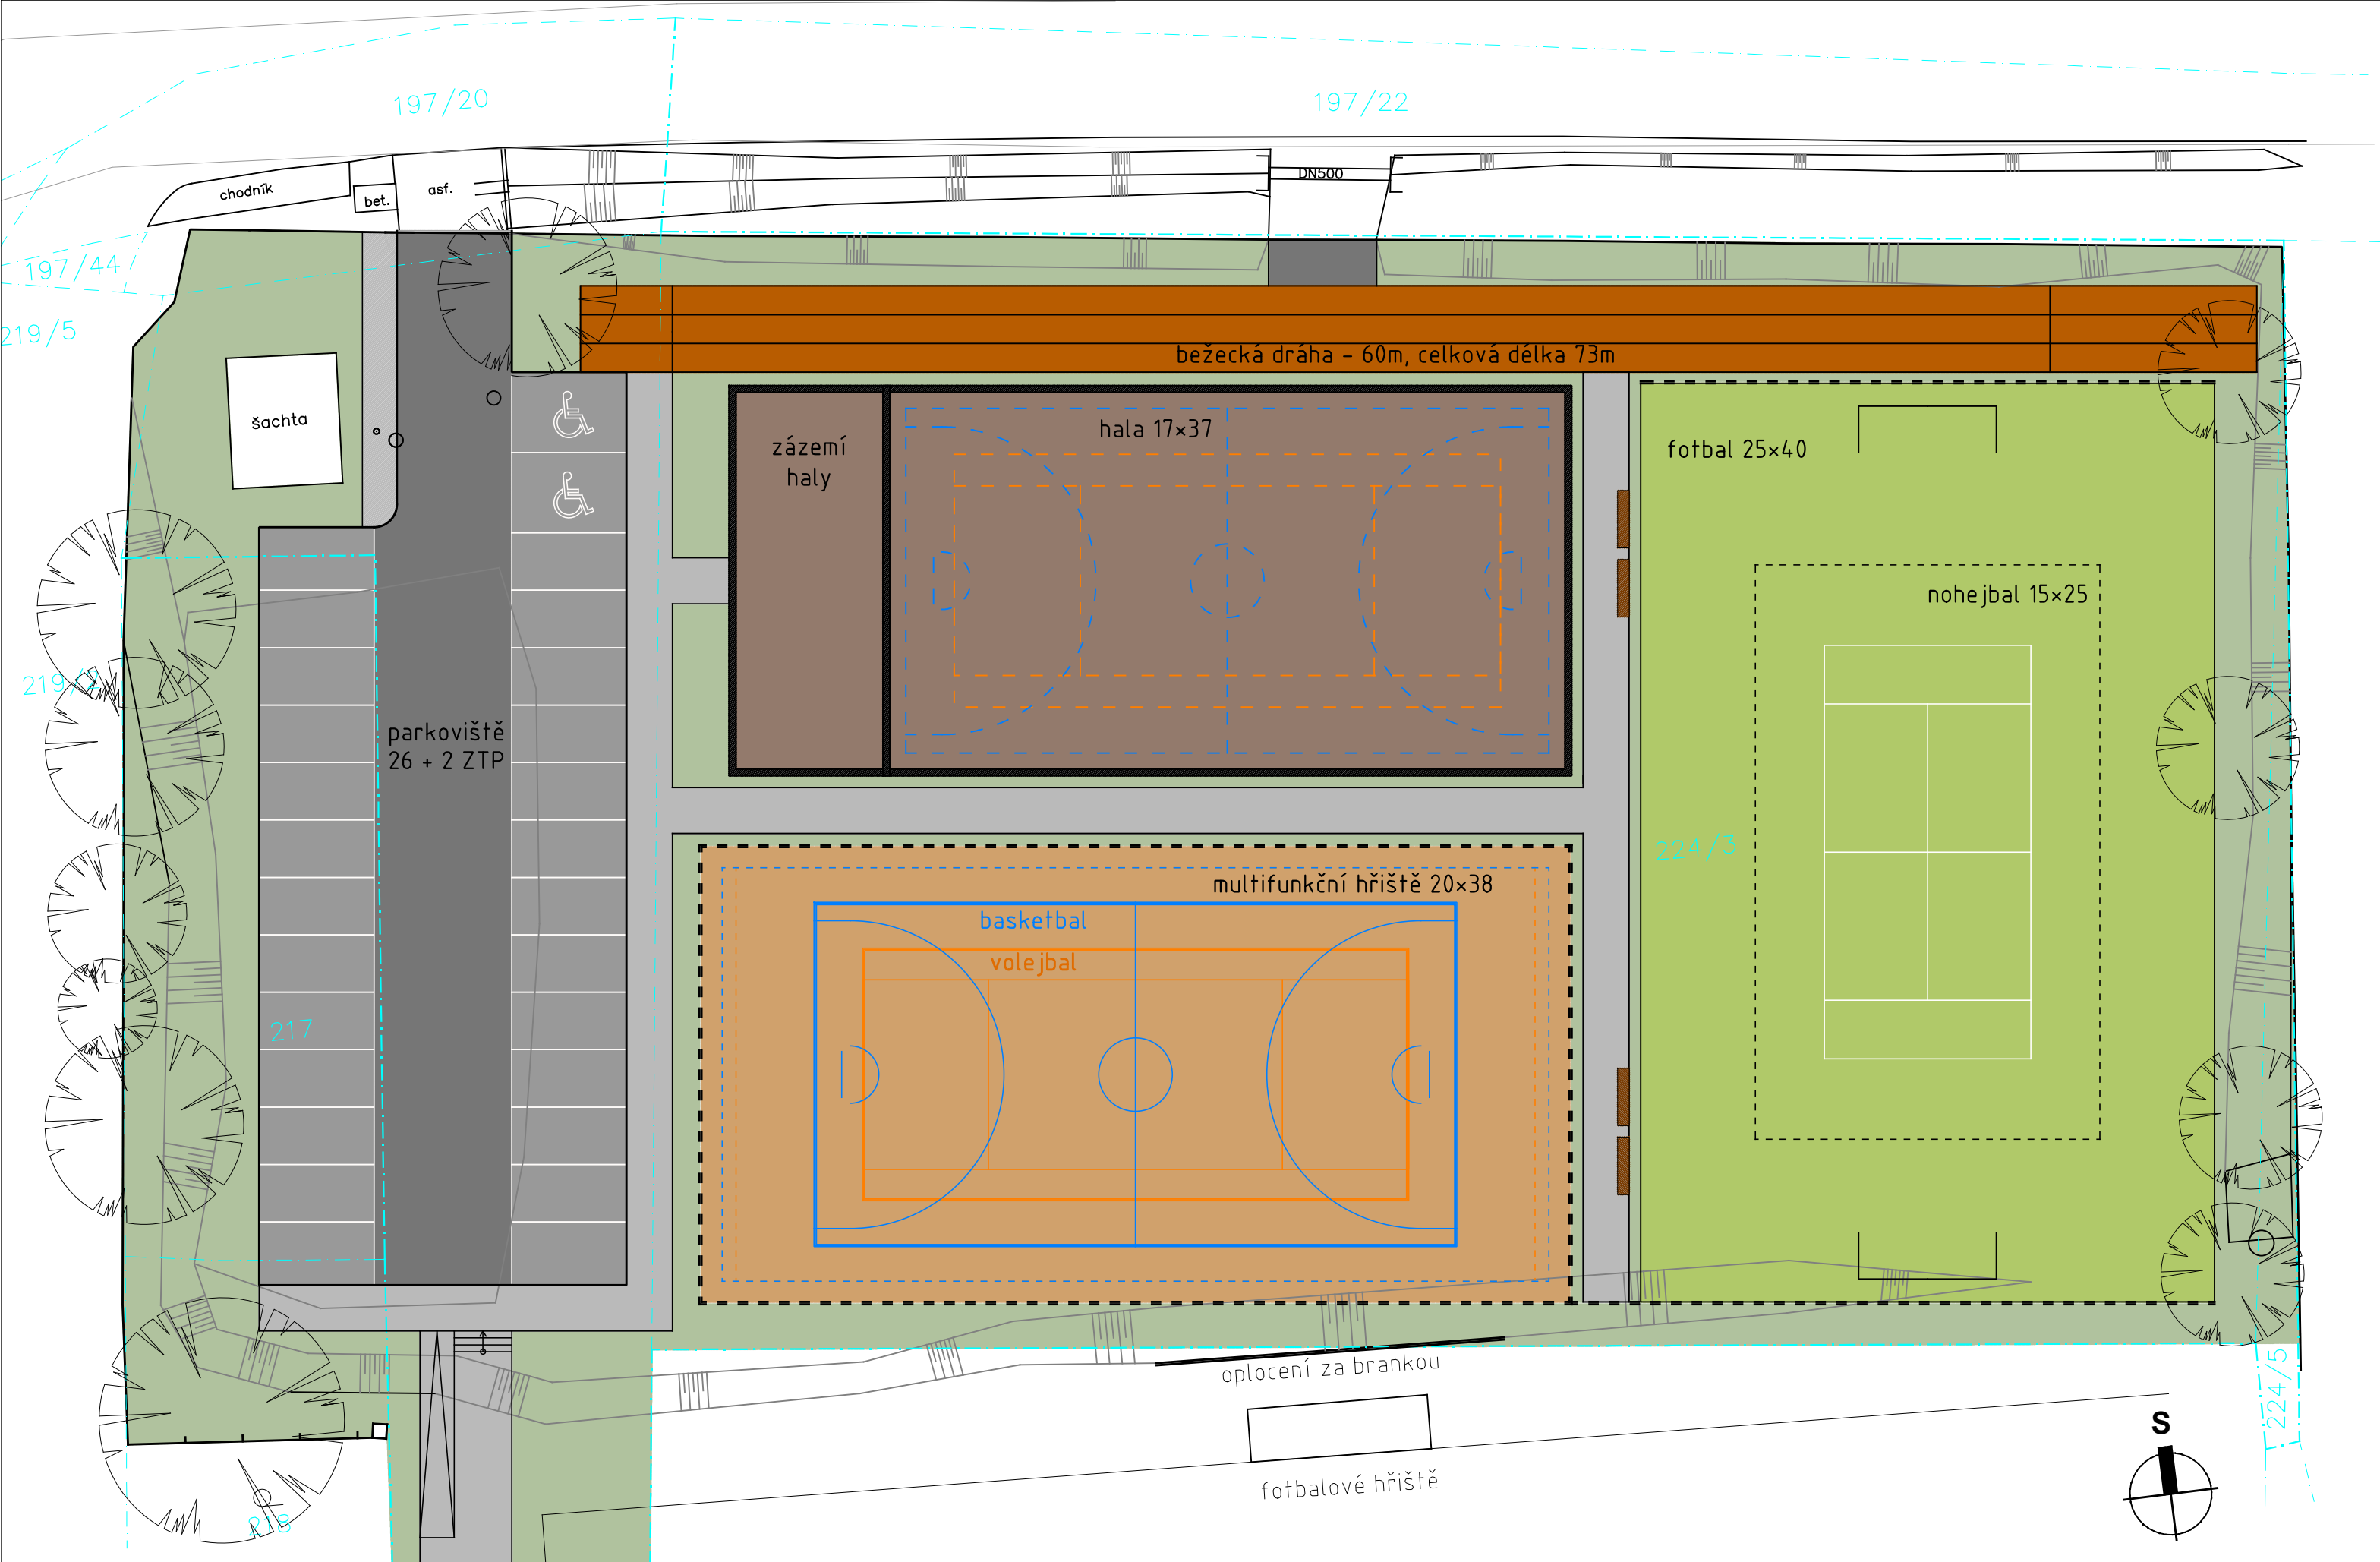 197/20
197/22
chodník
bet.
asf.
DN500
197/44
219/5
bežecká dráha - 60m, celková délka 73m
šachta
zázemí
haly
hala 17×37
fotbal 25×40
nohejbal 15×25
219/2
parkoviště
26 + 2 ZTP
224/3
multifunkční hřiště 20×38
basketbal
volejbal
217
oplocení za brankou
224/5
S
fotbalové hřiště
218